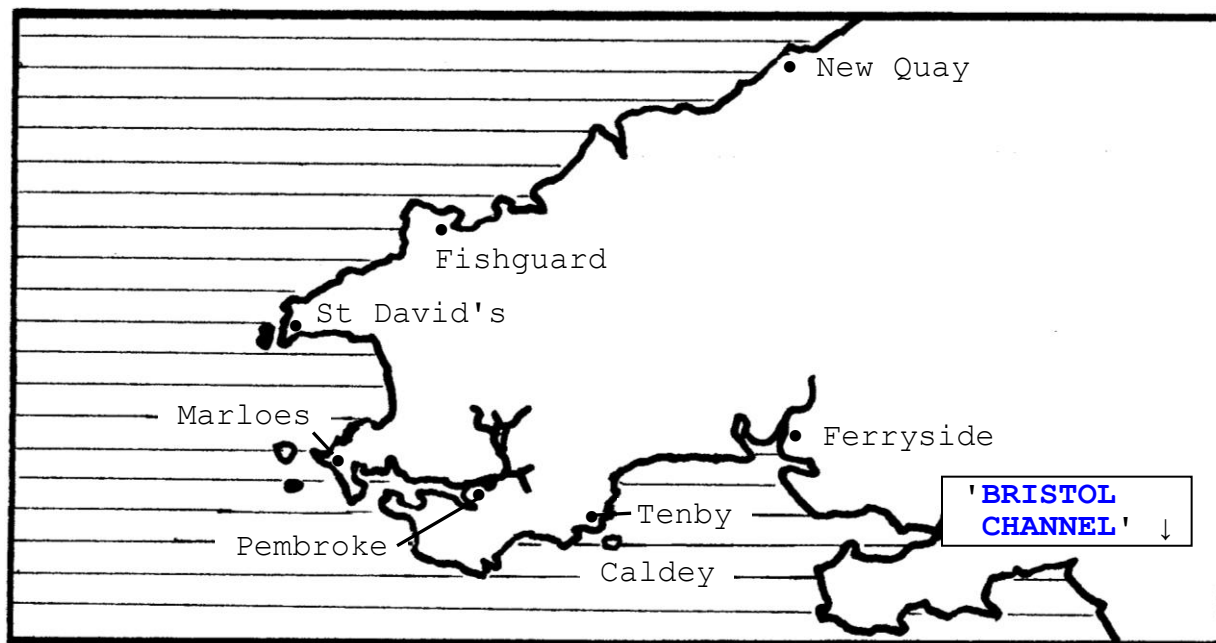 New Quay
Fishguard
St David's
Marloes
Ferryside
'BRISTOL
CHANNEL' ↓
Tenby
Pembroke
Caldey